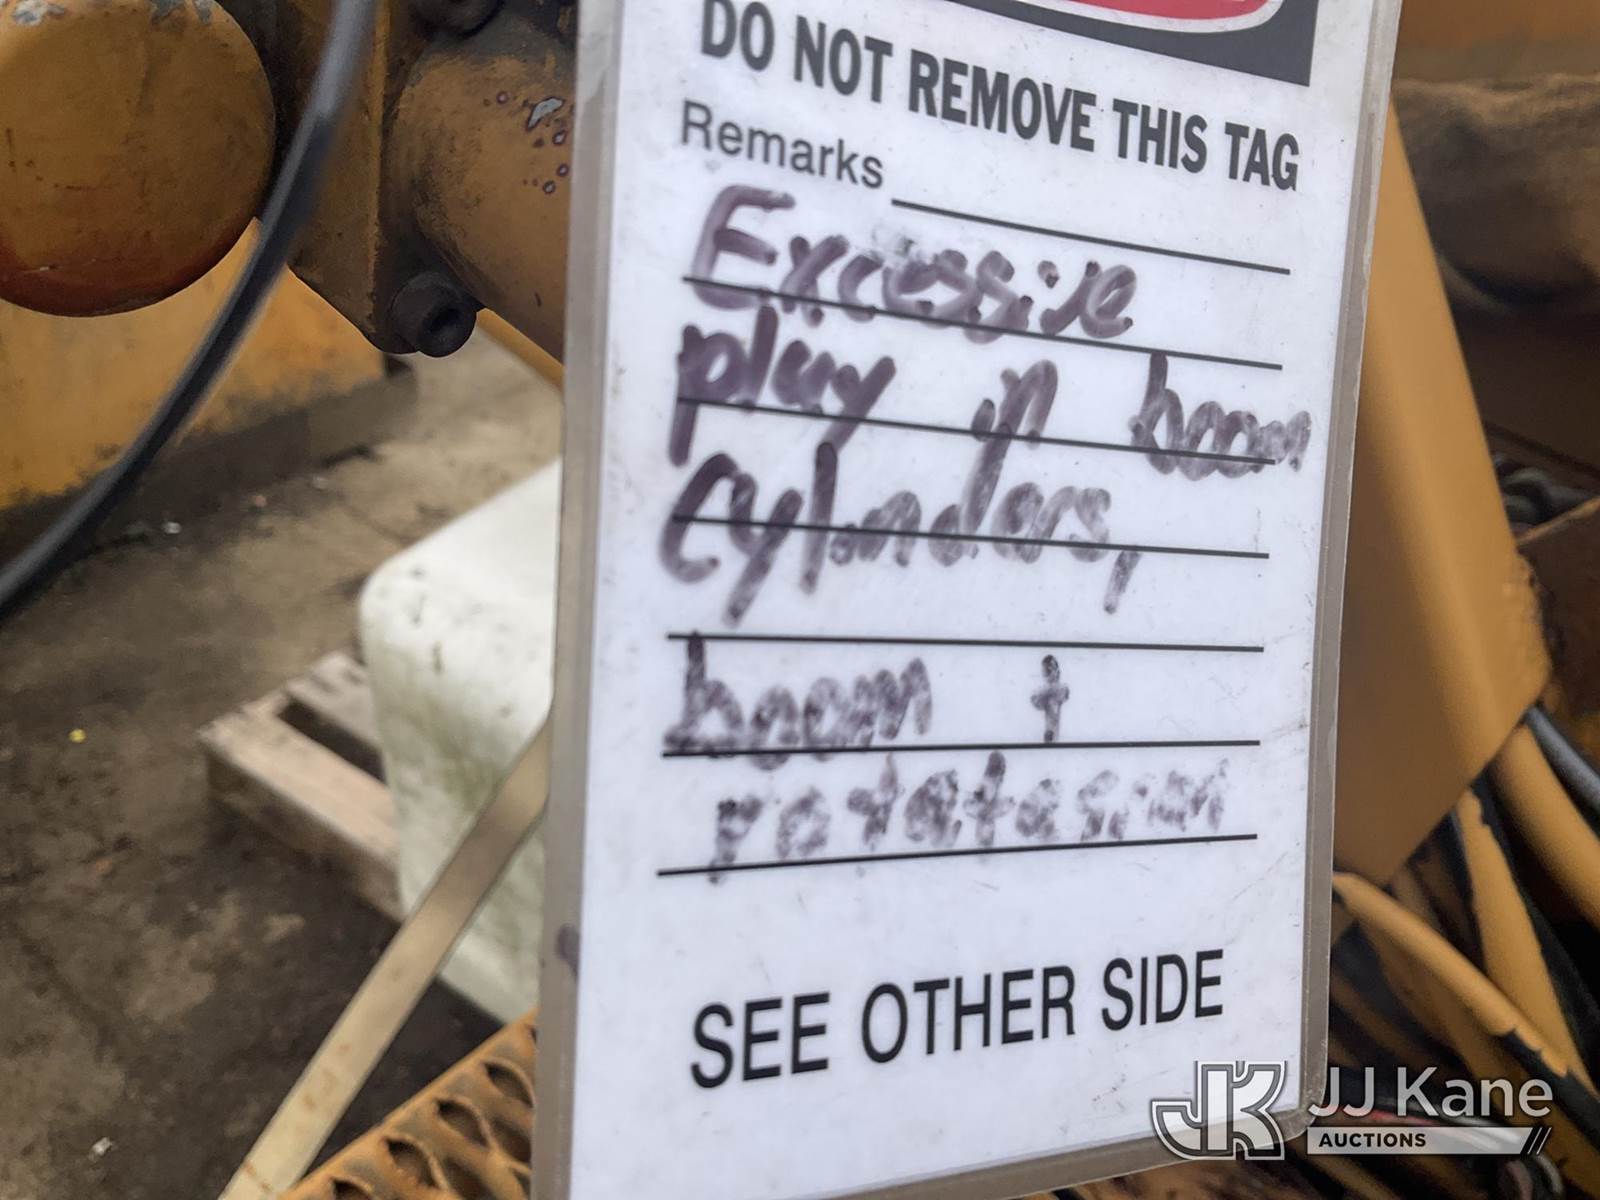 DO NOT REMOVE THIS TAG
Remarks
Excessive
play in boom
Cylinders,
boom +
rotation
SEE OTHER SIDE
JK JJ Kane
AUCTIONS